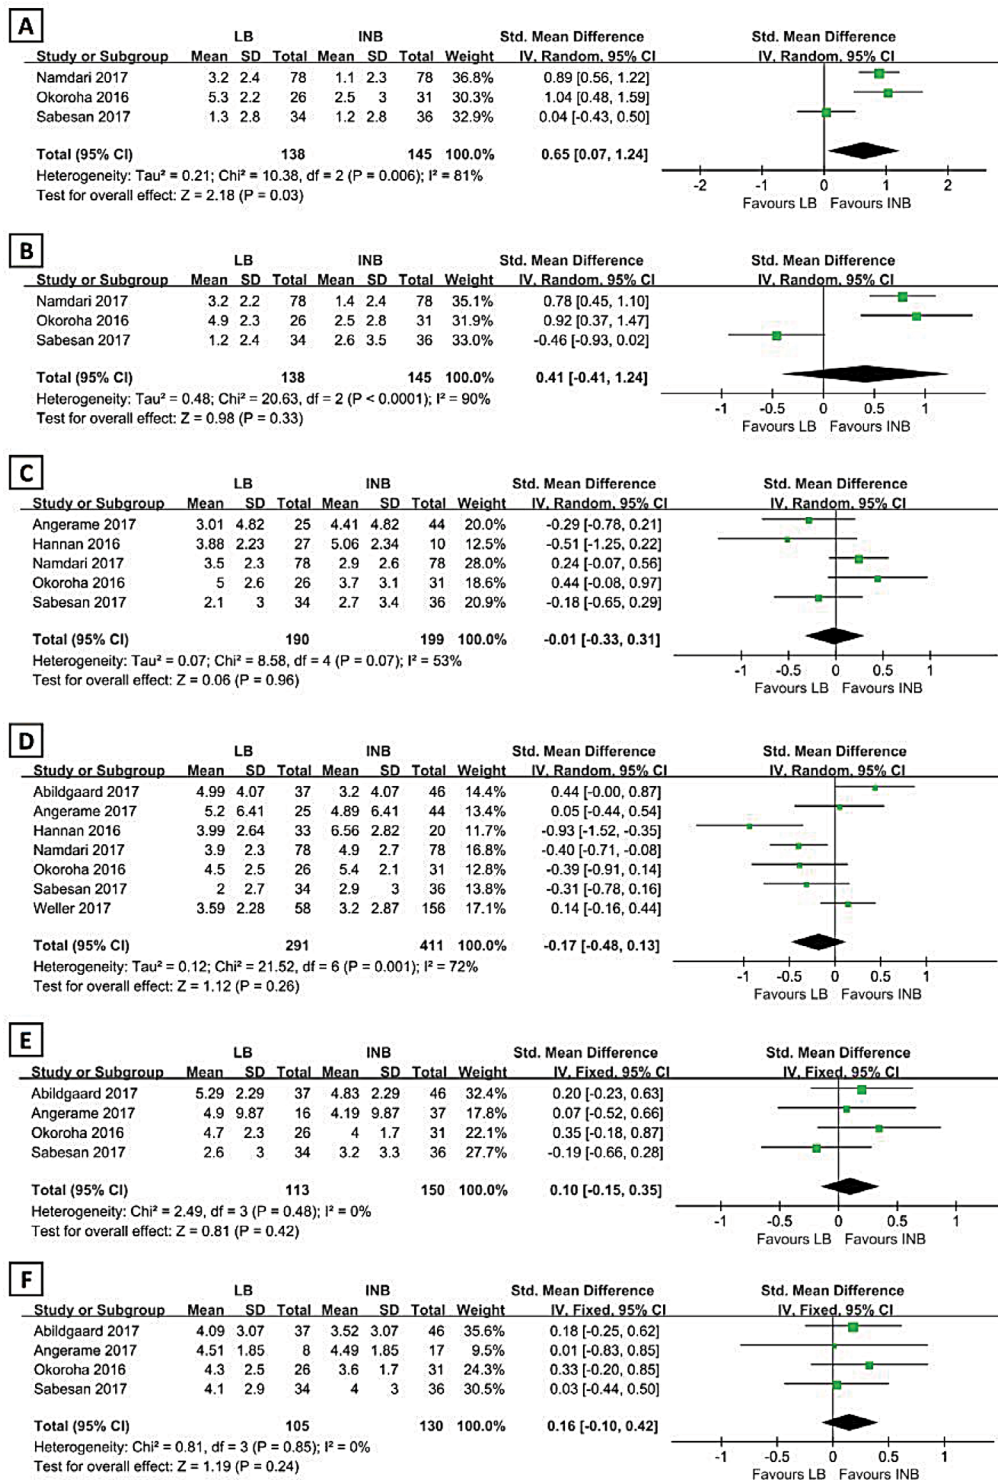 A
LB INB Std. Mean Difference Std. Mean Difference
Study or Subgroup Mean SD Total Mean SD Total Weight IV, Random, 95% CI IV, Random, 95% CI
Namdari 2017 3.2 2.4 78 1.1 2.3 78 36.8% 0.89 [0.56, 1.22]
Okoroha 2016 5.3 2.2 26 2.5 3 31 30.3% 1.04 [0.48, 1.59]
Sabesan 2017 1.3 2.8 34 1.2 2.8 36 32.9% 0.04 [-0.43, 0.50]
Total (95% CI) 138 145 100.0% 0.65 [0.07, 1.24]
Heterogeneity: Tau² = 0.21; Chi² = 10.38, df = 2 (P = 0.006); I² = 81%
Test for overall effect: Z = 2.18 (P = 0.03)
-2 -1 0 1 2
Favours LB Favours INB
B
LB INB Std. Mean Difference Std. Mean Difference
Study or Subgroup Mean SD Total Mean SD Total Weight IV, Random, 95% CI IV, Random, 95% CI
Namdari 2017 3.2 2.2 78 1.4 2.4 78 35.1% 0.78 [0.45, 1.10]
Okoroha 2016 4.9 2.3 26 2.5 2.8 31 31.9% 0.92 [0.37, 1.47]
Sabesan 2017 1.2 2.4 34 2.6 3.5 36 33.0% -0.46 [-0.93, 0.02]
Total (95% CI) 138 145 100.0% 0.41 [-0.41, 1.24]
Heterogeneity: Tau² = 0.48; Chi² = 20.63, df = 2 (P < 0.0001); I² = 90%
Test for overall effect: Z = 0.98 (P = 0.33)
-1 -0.5 0 0.5 1
Favours LB Favours INB
C
LB INB Std. Mean Difference Std. Mean Difference
Study or Subgroup Mean SD Total Mean SD Total Weight IV, Random, 95% CI IV, Random, 95% CI
Angerame 2017 3.01 4.82 25 4.41 4.82 44 20.0% -0.29 [-0.78, 0.21]
Hannan 2016 3.88 2.23 27 5.06 2.34 10 12.5% -0.51 [-1.25, 0.22]
Namdari 2017 3.5 2.3 78 2.9 2.6 78 28.0% 0.24 [-0.07, 0.56]
Okoroha 2016 5 2.6 26 3.7 3.1 31 18.6% 0.44 [-0.08, 0.97]
Sabesan 2017 2.1 3 34 2.7 3.4 36 20.9% -0.18 [-0.65, 0.29]
Total (95% CI) 190 199 100.0% -0.01 [-0.33, 0.31]
Heterogeneity: Tau² = 0.07; Chi² = 8.58, df = 4 (P = 0.07); I² = 53%
Test for overall effect: Z = 0.06 (P = 0.96)
-1 -0.5 0 0.5 1
Favours LB Favours INB
D
LB INB Std. Mean Difference Std. Mean Difference
Study or Subgroup Mean SD Total Mean SD Total Weight IV, Random, 95% CI IV, Random, 95% CI
Abildgaard 2017 4.99 4.07 37 3.2 4.07 46 14.4% 0.44 [-0.00, 0.87]
Angerame 2017 5.2 6.41 25 4.89 6.41 44 13.4% 0.05 [-0.44, 0.54]
Hannan 2016 3.99 2.64 33 6.56 2.82 20 11.7% -0.93 [-1.52, -0.35]
Namdari 2017 3.9 2.3 78 4.9 2.7 78 16.8% -0.40 [-0.71, -0.08]
Okoroha 2016 4.5 2.5 26 5.4 2.1 31 12.8% -0.39 [-0.91, 0.14]
Sabesan 2017 2 2.7 34 2.9 3 36 13.8% -0.31 [-0.78, 0.16]
Weller 2017 3.59 2.28 58 3.2 2.87 156 17.1% 0.14 [-0.16, 0.44]
Total (95% CI) 291 411 100.0% -0.17 [-0.48, 0.13]
Heterogeneity: Tau² = 0.12; Chi² = 21.52, df = 6 (P = 0.001); I² = 72%
Test for overall effect: Z = 1.12 (P = 0.26)
-1 -0.5 0 0.5 1
Favours LB Favours INB
E
LB INB Std. Mean Difference Std. Mean Difference
Study or Subgroup Mean SD Total Mean SD Total Weight IV, Fixed, 95% CI IV, Fixed, 95% CI
Abildgaard 2017 5.29 2.29 37 4.83 2.29 46 32.4% 0.20 [-0.23, 0.63]
Angerame 2017 4.9 9.87 16 4.19 9.87 37 17.8% 0.07 [-0.52, 0.66]
Okoroha 2016 4.7 2.3 26 4 1.7 31 22.1% 0.35 [-0.18, 0.87]
Sabesan 2017 2.6 3 34 3.2 3.3 36 27.7% -0.19 [-0.66, 0.28]
Total (95% CI) 113 150 100.0% 0.10 [-0.15, 0.35]
Heterogeneity: Chi² = 2.49, df = 3 (P = 0.48); I² = 0%
Test for overall effect: Z = 0.81 (P = 0.42)
-1 -0.5 0 0.5 1
Favours LB Favours INB
F
LB INB Std. Mean Difference Std. Mean Difference
Study or Subgroup Mean SD Total Mean SD Total Weight IV, Fixed, 95% CI IV, Fixed, 95% CI
Abildgaard 2017 4.09 3.07 37 3.52 3.07 46 35.6% 0.18 [-0.25, 0.62]
Angerame 2017 4.51 1.85 8 4.49 1.85 17 9.5% 0.01 [-0.83, 0.85]
Okoroha 2016 4.3 2.5 26 3.6 1.7 31 24.3% 0.33 [-0.20, 0.85]
Sabesan 2017 4.1 2.9 34 4 3 36 30.5% 0.03 [-0.44, 0.50]
Total (95% CI) 105 130 100.0% 0.16 [-0.10, 0.42]
Heterogeneity: Chi² = 0.81, df = 3 (P = 0.85); I² = 0%
Test for overall effect: Z = 1.19 (P = 0.24)
-1 -0.5 0 0.5 1
Favours LB Favours INB